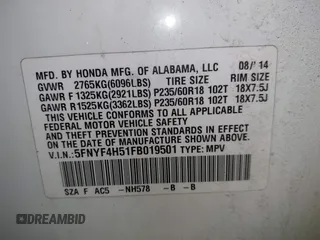 MFD. BY HONDA MFG. OF ALABAMA, LLC 08/14
GVWR 2765KG(6096LBS) TIRE SIZE RIM SIZE
GAWR F 1325KG(2921LBS) P235/60R18 102T 18X7.5J
GAWR R 1525KG(3362LBS) P235/60R18 102T 18X7.5J
THIS VEHICLE CONFORMS TO ALL APPLICABLE
FEDERAL MOTOR VEHICLE SAFETY AND
THEFT PREVENTION STANDARDS IN EFFECT
ON THE DATE OF MANUFACTURE SHOWN ABOVE.
V.I.N:5FNYF4H51FB019501 TYPE: MPV
SZA F AC5 -NH578 -B -B
DREAMBID